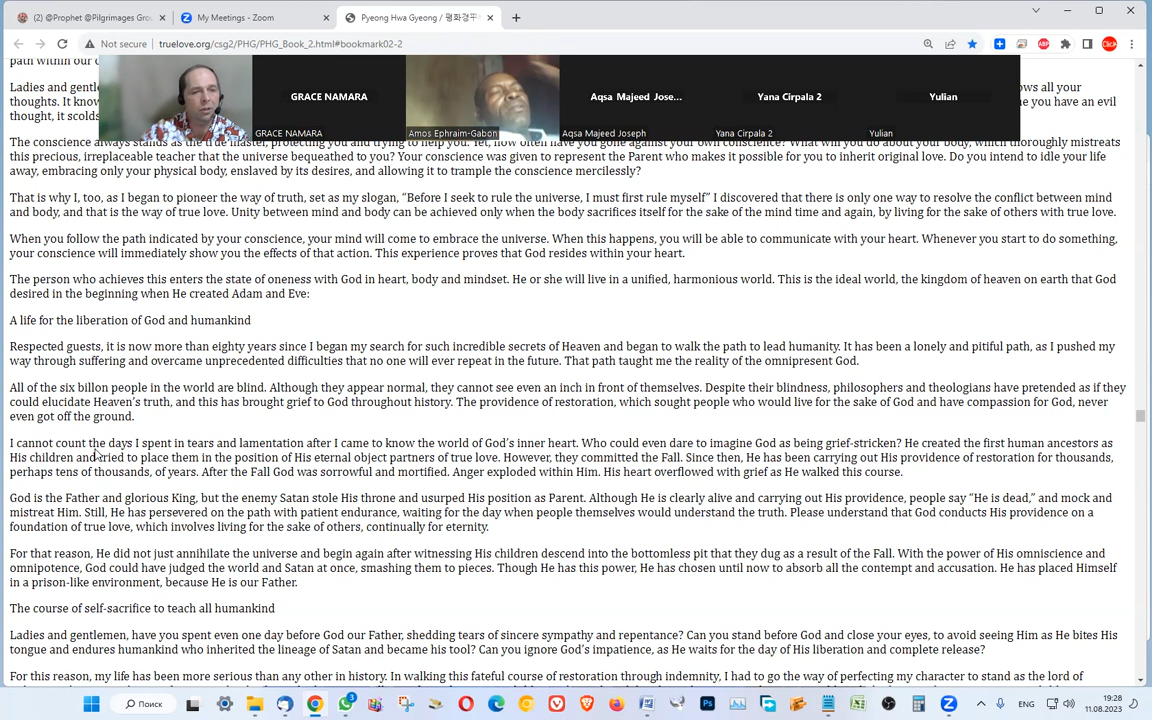 (2) @Prophet @Pilgrimages Grou
My Meetings - Zoom
Pyeong Hwa Gyeong / 평화경平
Not secure
truelove.org/csg2/PHG/PHG_Book_2.html#bookmark02-2
ABP
Click
path within our c
Ladies and gentle
ows all your
thoughts. It know
ne you have an evil
thought, it scolds
GRACE NAMARA
Aqsa Majeed Jose...
Yana Cirpala 2
Yulian
GRACE NAMARA
Amos Ephraim-Gabon
Aqsa Majeed Joseph
Yana Cirpala 2
Yulian
The conscience always stands as the true master, protecting you and trying to help you. Yet, how often have you gone against your own conscience? What will you do about your body, which thoroughly mistreats
this precious, irreplaceable teacher that the universe bequeathed to you? Your conscience was given to represent the Parent who makes it possible for you to inherit original love. Do you intend to idle your life
away, embracing only your physical body, enslaved by its desires, and allowing it to trample the conscience mercilessly?
That is why I, too, as I began to pioneer the way of truth, set as my slogan, “Before I seek to rule the universe, I must first rule myself” I discovered that there is only one way to resolve the conflict between mind
and body, and that is the way of true love. Unity between mind and body can be achieved only when the body sacrifices itself for the sake of the mind time and again, by living for the sake of others with true love.
When you follow the path indicated by your conscience, your mind will come to embrace the universe. When this happens, you will be able to communicate with your heart. Whenever you start to do something,
your conscience will immediately show you the effects of that action. This experience proves that God resides within your heart.
The person who achieves this enters the state of oneness with God in heart, body and mindset. He or she will live in a unified, harmonious world. This is the ideal world, the kingdom of heaven on earth that God
desired in the beginning when He created Adam and Eve:
A life for the liberation of God and humankind
Respected guests, it is now more than eighty years since I began my search for such incredible secrets of Heaven and began to walk the path to lead humanity. It has been a lonely and pitiful path, as I pushed my
way through suffering and overcame unprecedented difficulties that no one will ever repeat in the future. That path taught me the reality of the omnipresent God.
All of the six billon people in the world are blind. Although they appear normal, they cannot see even an inch in front of themselves. Despite their blindness, philosophers and theologians have pretended as if they
could elucidate Heaven’s truth, and this has brought grief to God throughout history. The providence of restoration, which sought people who would live for the sake of God and have compassion for God, never
even got off the ground.
I cannot count the days I spent in tears and lamentation after I came to know the world of God’s inner heart. Who could even dare to imagine God as being grief-stricken? He created the first human ancestors as
His children and tried to place them in the position of His eternal object partners of true love. However, they committed the Fall. Since then, He has been carrying out His providence of restoration for thousands,
perhaps tens of thousands, of years. After the Fall God was sorrowful and mortified. Anger exploded within Him. His heart overflowed with grief as He walked this course.
God is the Father and glorious King, but the enemy Satan stole His throne and usurped His position as Parent. Although He is clearly alive and carrying out His providence, people say “He is dead,” and mock and
mistreat Him. Still, He has persevered on the path with patient endurance, waiting for the day when people themselves would understand the truth. Please understand that God conducts His providence on a
foundation of true love, which involves living for the sake of others, continually for eternity.
For that reason, He did not just annihilate the universe and begin again after witnessing His children descend into the bottomless pit that they dug as a result of the Fall. With the power of His omniscience and
omnipotence, God could have judged the world and Satan at once, smashing them to pieces. Though He has this power, He has chosen until now to absorb all the contempt and accusation. He has placed Himself
in a prison-like environment, because He is our Father.
The course of self-sacrifice to teach all humankind
Ladies and gentlemen, have you spent even one day before God our Father, shedding tears of sincere sympathy and repentance? Can you stand before God and close your eyes, to avoid seeing Him as He bites His
tongue and endures humankind who inherited the lineage of Satan and became his tool? Can you ignore God’s impatience, as He waits for the day of His liberation and complete release?
For this reason, my life has been more serious than any other in history. In walking this fateful course of restoration through indemnity, I had to go the way of perfecting my character to stand as the lord of
Поиск
3
ENG
19:28
11.08.2023